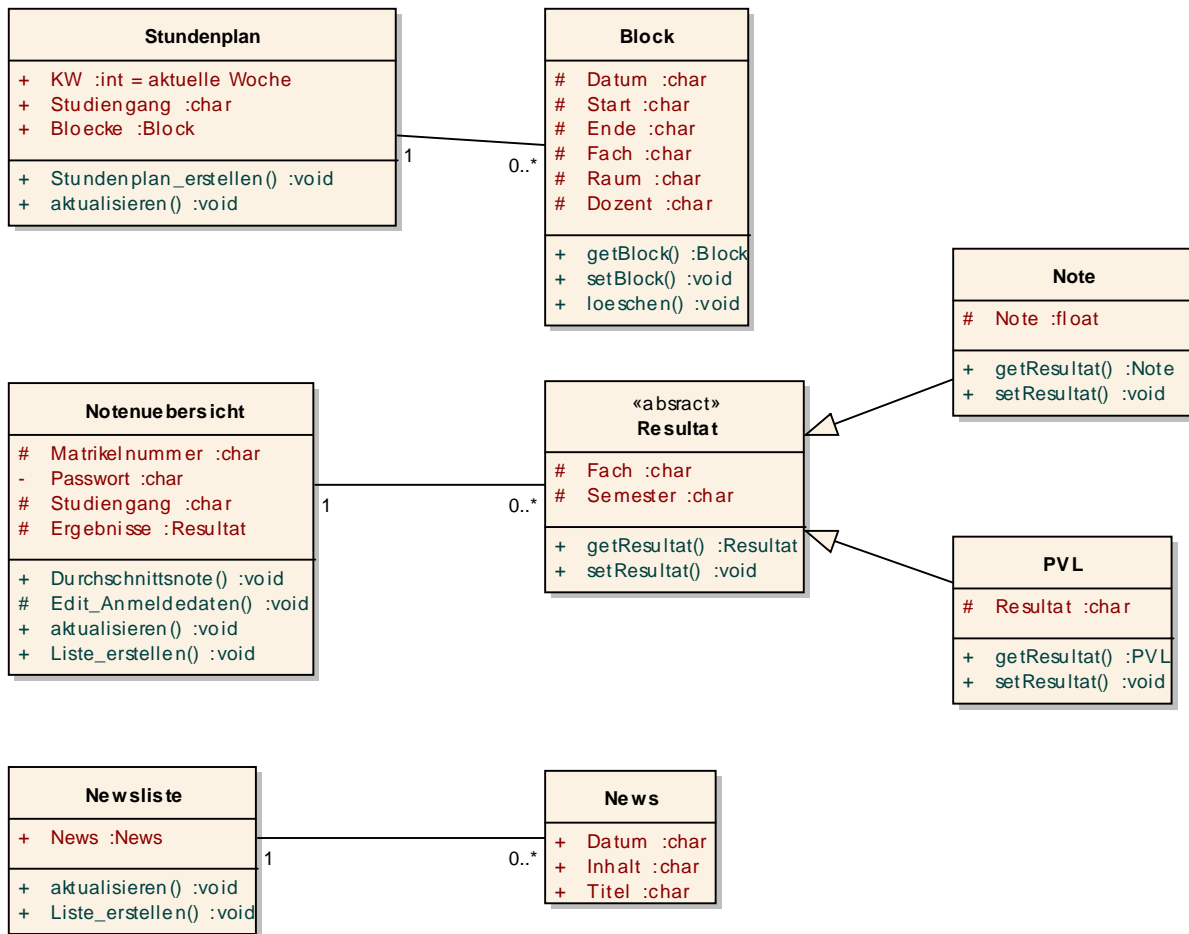 Stundenplan
+ KW :int = aktuelle Woche
+ Studiengang :char
+ Bloecke :Block
+ Stundenplan_erstellen() :void
+ aktualisieren() :void
1
0..*
Block
# Datum :char
# Start :char
# Ende :char
# Fach :char
# Raum :char
# Dozent :char
+ getBlock() :Block
+ setBlock() :void
+ loeschen() :void
Note
# Note :float
+ getResultat() :Note
+ setResultat() :void
Notenuebersicht
# Matrikelnummer :char
- Passwort :char
# Studiengang :char
# Ergebnisse :Resultat
+ Durchschnittsnote() :void
# Edit_Anmeldedaten() :void
+ aktualisieren() :void
+ Liste_erstellen() :void
1
0..*
«absract»
Resultat
# Fach :char
# Semester :char
+ getResultat() :Resultat
+ setResultat() :void
PVL
# Resultat :char
+ getResultat() :PVL
+ setResultat() :void
Newsliste
+ News :News
+ aktualisieren() :void
+ Liste_erstellen() :void
1
0..*
News
+ Datum :char
+ Inhalt :char
+ Titel :char